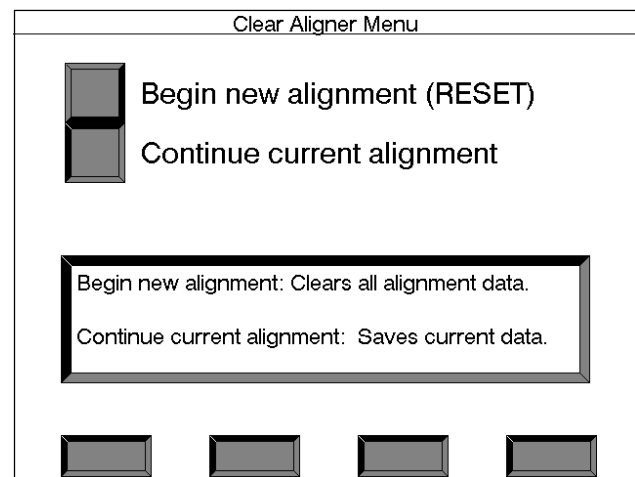 Clear Aligner Menu
Begin new alignment (RESET)
Continue current alignment
Begin new alignment: Clears all alignment data.
Continue current alignment:  Saves current data.